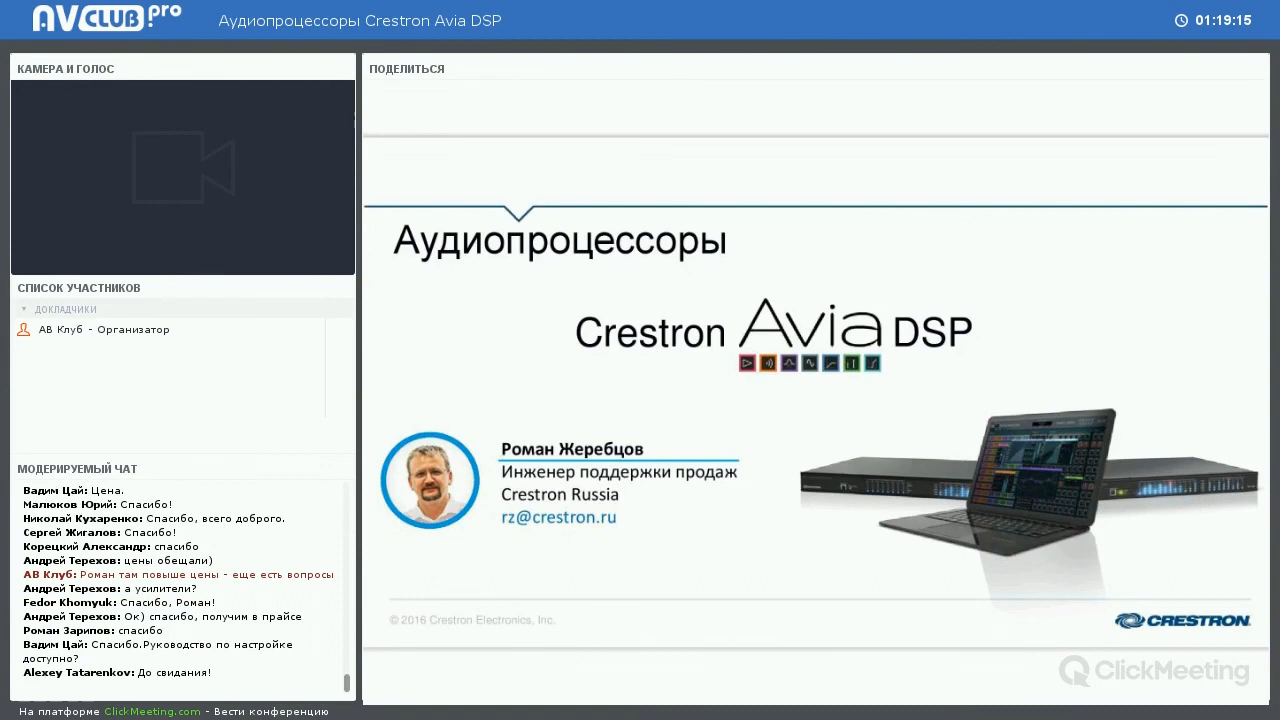 AVCLUB.pro
Аудиопроцессоры Crestron Avia DSP
01:19:15
КАМЕРА И ГОЛОС
СПИСОК УЧАСТНИКОВ
ДОКЛАДЧИКИ
АВ Клуб - Организатор
МОДЕРИРУЕМЫЙ ЧАТ
Вадим Цай: Цена.
Малюков Юрий: Спасибо!
Николай Кухаренко: Спасибо, всего доброго.
Сергей Жигалов: Спасибо!
Корецкий Александр: спасибо
Андрей Терехов: цены обещали)
АВ Клуб: Роман там повыше цены - еще есть вопросы
Андрей Терехов: а усилители?
Fedor Khomyuk: Спасибо, Роман!
Андрей Терехов: Ок) спасибо, получим в прайсе
Роман Зарипов: спасибо
Вадим Цай: Спасибо.Руководство по настройке
доступно?
Alexey Tatarenkov: До свидания!
На платформе ClickMeeting.com - Вести конференцию
ПОДЕЛИТЬСЯ
Аудиопроцессоры
Crestron Avia DSP
Роман Жеребцов
Инженер поддержки продаж
Crestron Russia
rz@crestron.ru
© 2016 Crestron Electronics, Inc.
CRESTRON
ClickMeeting